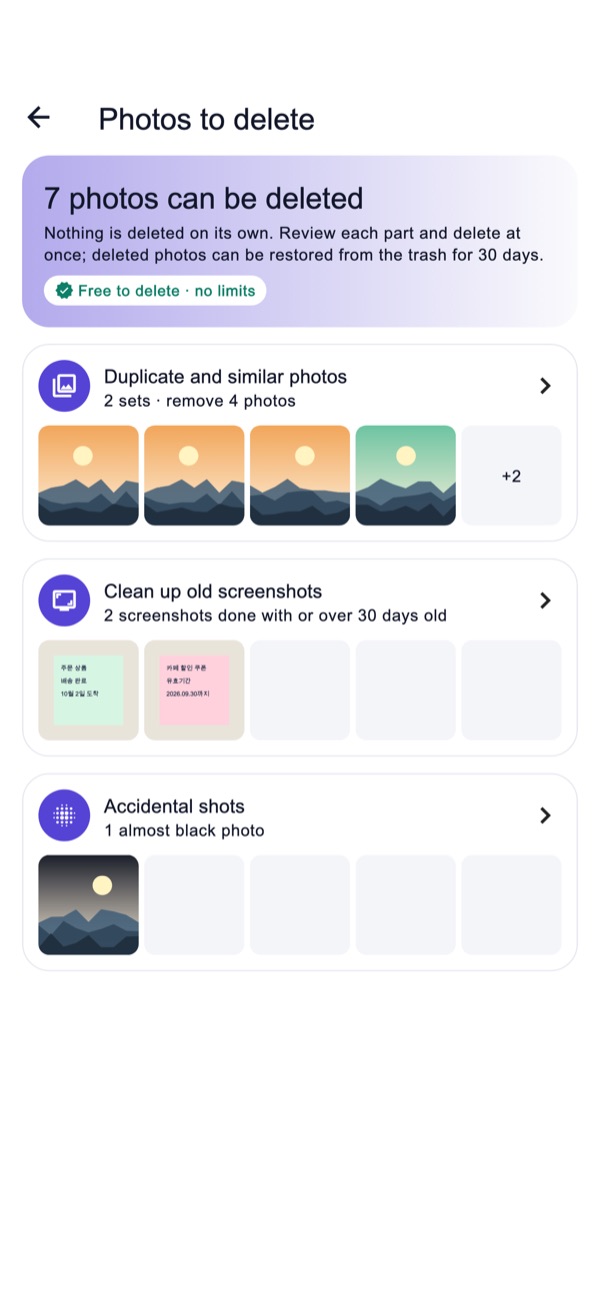 Photos to delete
7 photos can be deleted
Nothing is deleted on its own. Review each part and delete at
once; deleted photos can be restored from the trash for 30 days.
Free to delete · no limits
Duplicate and similar photos
2 sets · remove 4 photos
+2
Clean up old screenshots
2 screenshots done with or over 30 days old
주문 상품
배송 완료
10월 2일 도착
카페 할인 쿠폰
유효기간
2026.09.30까지
Accidental shots
1 almost black photo